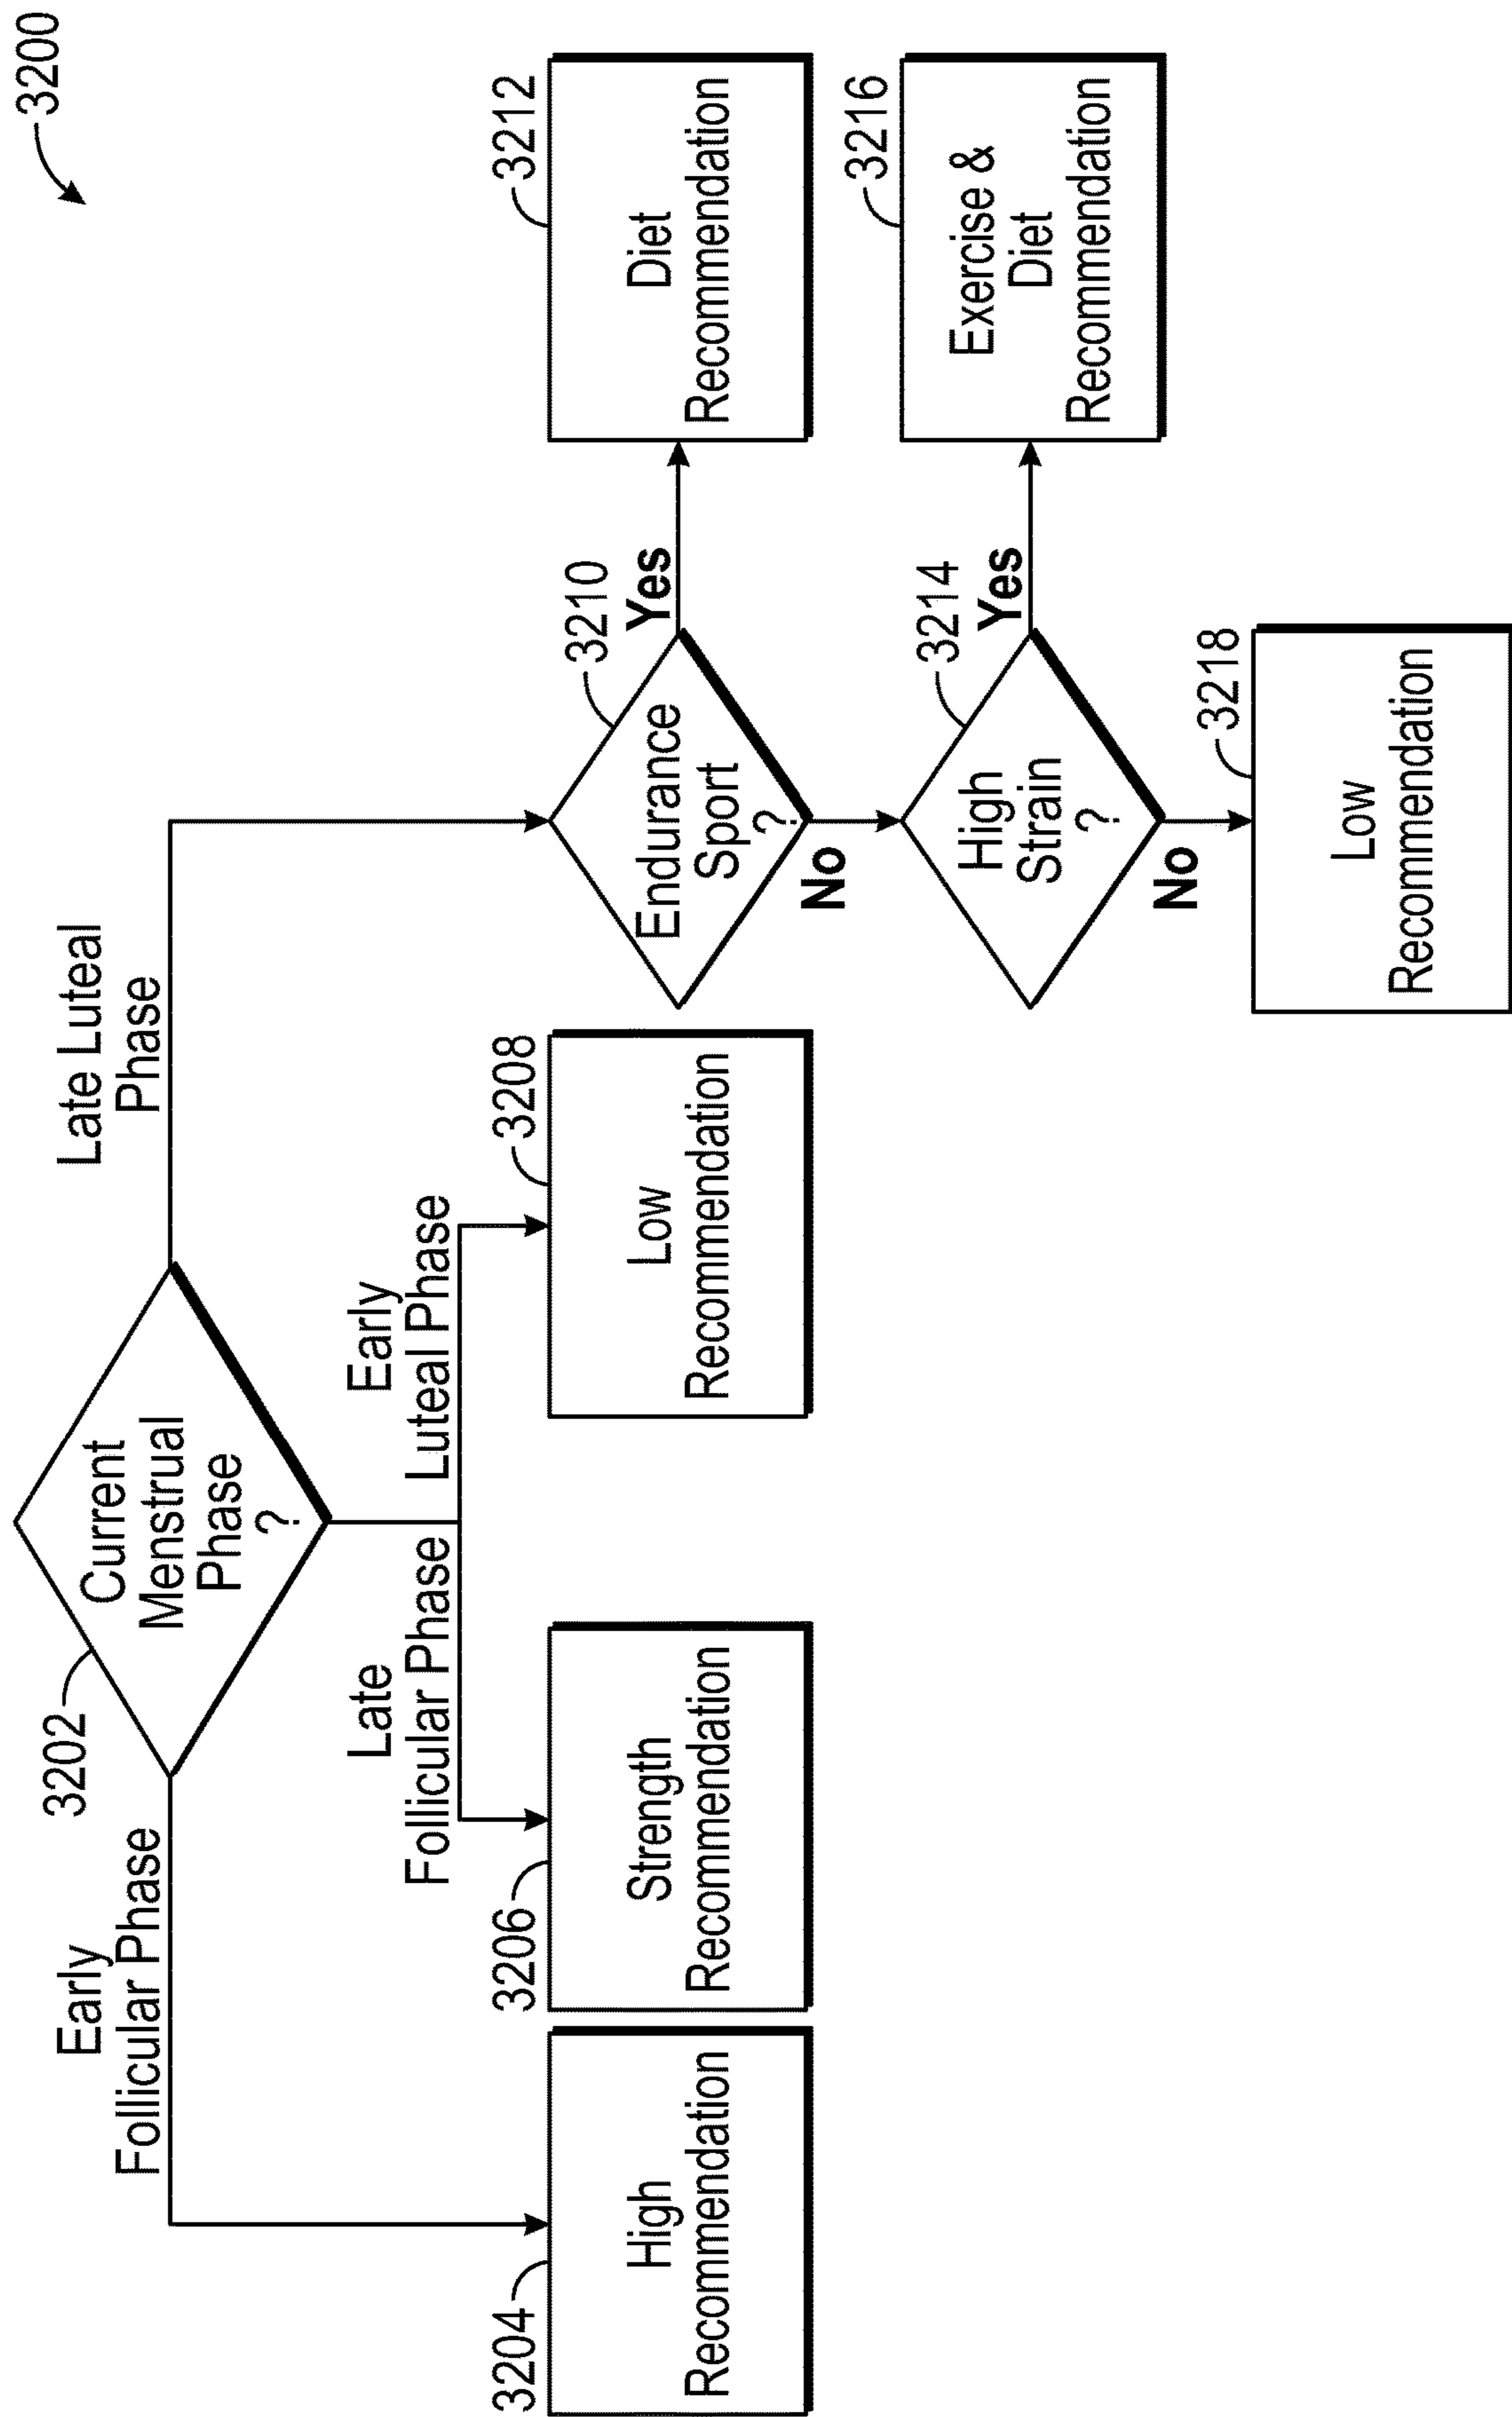 3200
3202
Current
Menstrual
Phase
?
Early
Follicular Phase
Late
Follicular Phase
Early
Luteal Phase
Late Luteal
Phase
3204
High
Recommendation
3206
Strength
Recommendation
3208
Low
Recommendation
3210
Endurance
Sport
?
Yes
3212
Diet
Recommendation
No
3214
High
Strain
?
Yes
3216
Exercise &
Diet
Recommendation
No
3218
Low
Recommendation